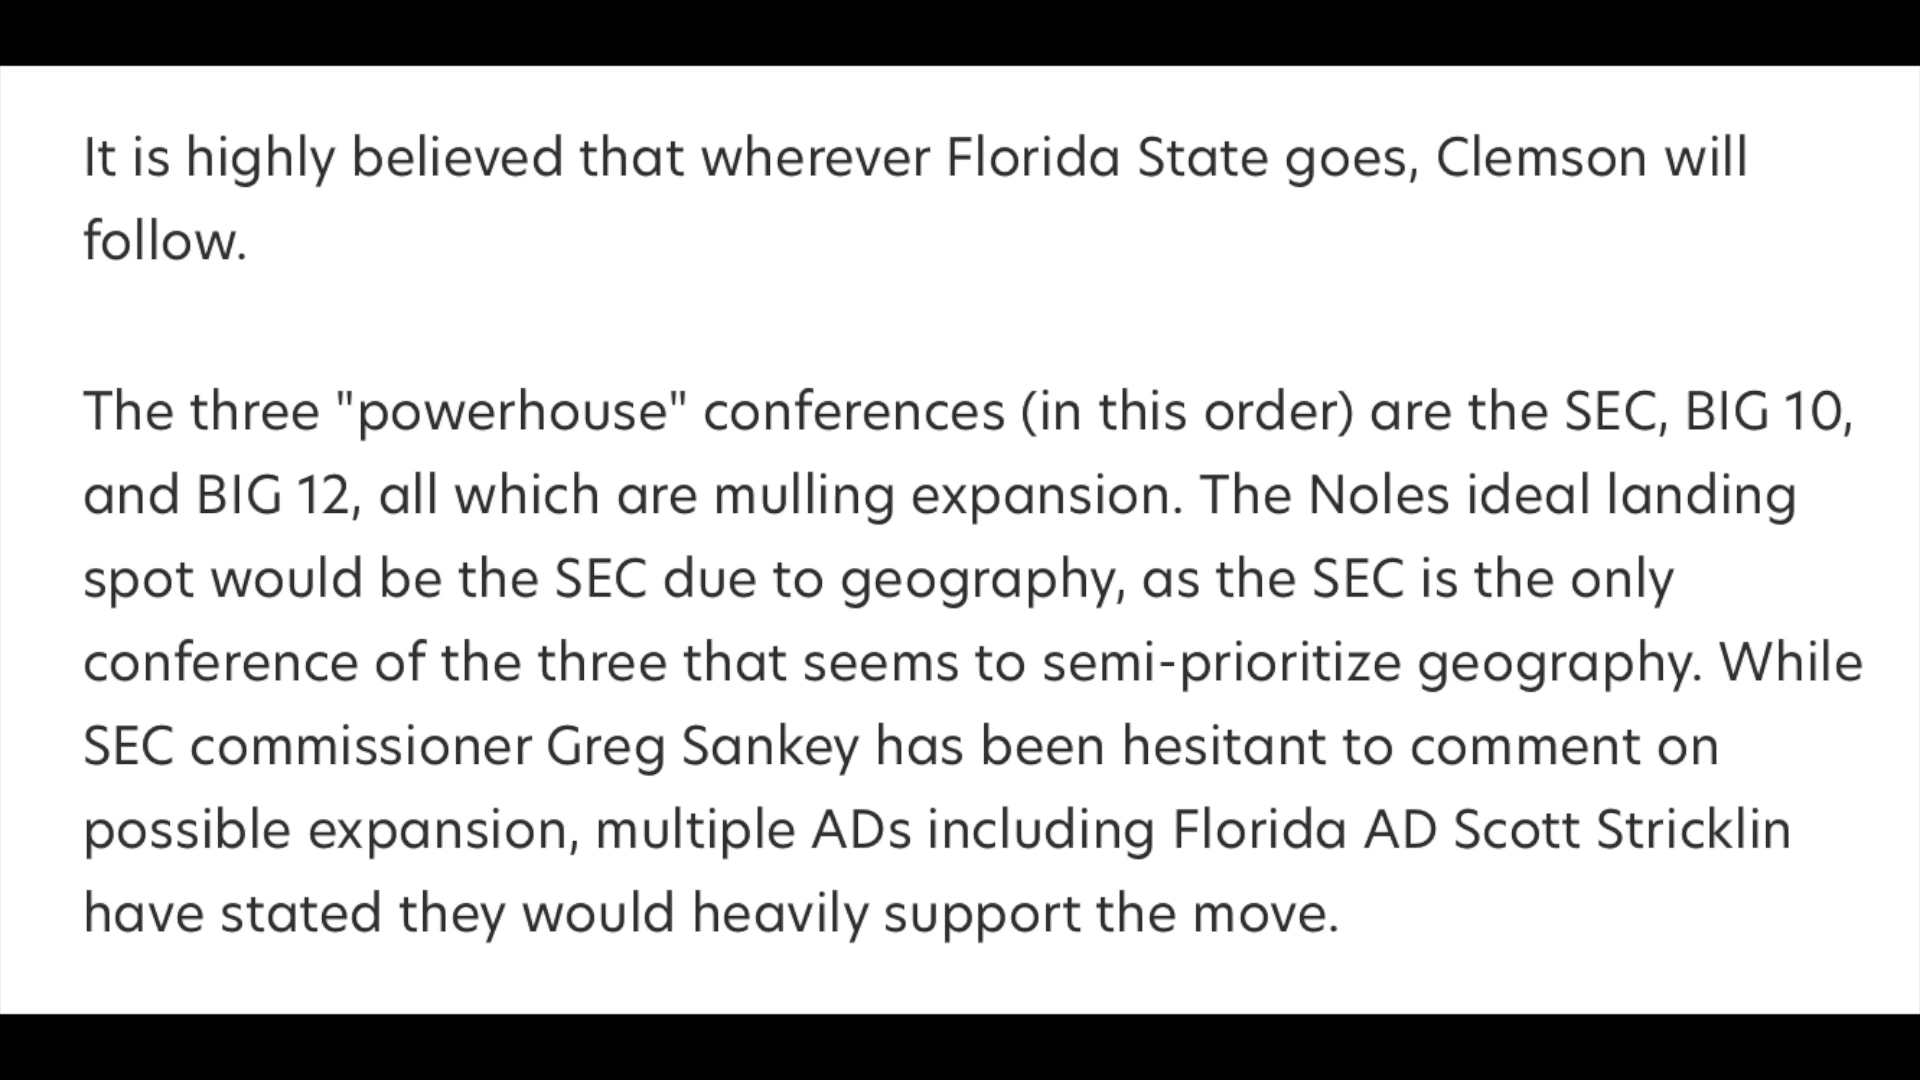 It is highly believed that wherever Florida State goes, Clemson will
follow.
The three "powerhouse" conferences (in this order) are the SEC, BIG 10,
and BIG 12, all which are mulling expansion. The Noles ideal landing
spot would be the SEC due to geography, as the SEC is the only
conference of the three that seems to semi-prioritize geography. While
SEC commissioner Greg Sankey has been hesitant to comment on
possible expansion, multiple ADs including Florida AD Scott Stricklin
have stated they would heavily support the move.